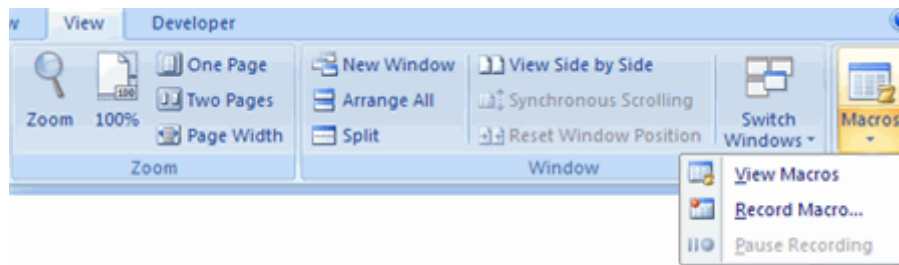 View Developer
One Page New Window View Side by Side
100
Two Pages Arrange All Synchronous Scrolling
Zoom 100% Page Width Split Reset Window Position Switch Windows Macros
Zoom Window
View Macros
Record Macro...
Pause Recording